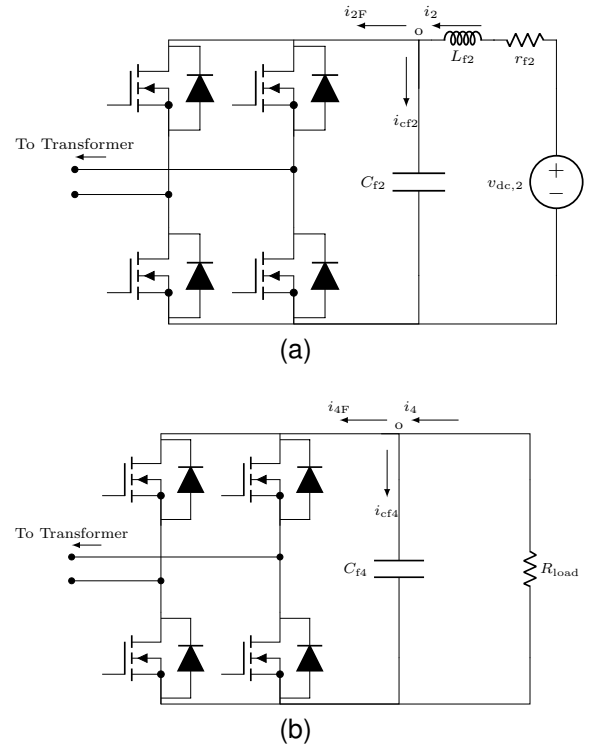 i2F i2
o
Lf2 rf2
icf2
To Transformer
Cf2 vdc,2
+
−
(a)
i4F i4
o
icf4
To Transformer
Cf4 Rload
(b)